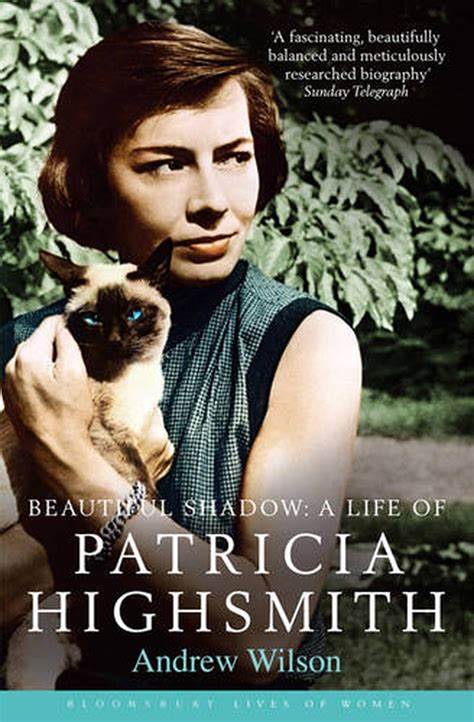 ‘A fascinating, beautifully
balanced and meticulously
researched biography’
Sunday Telegraph
BEAUTIFUL SHADOW: A LIFE OF
PATRICIA
HIGHSMITH
Andrew Wilson
BLOOMSBURY LIVES OF WOMEN